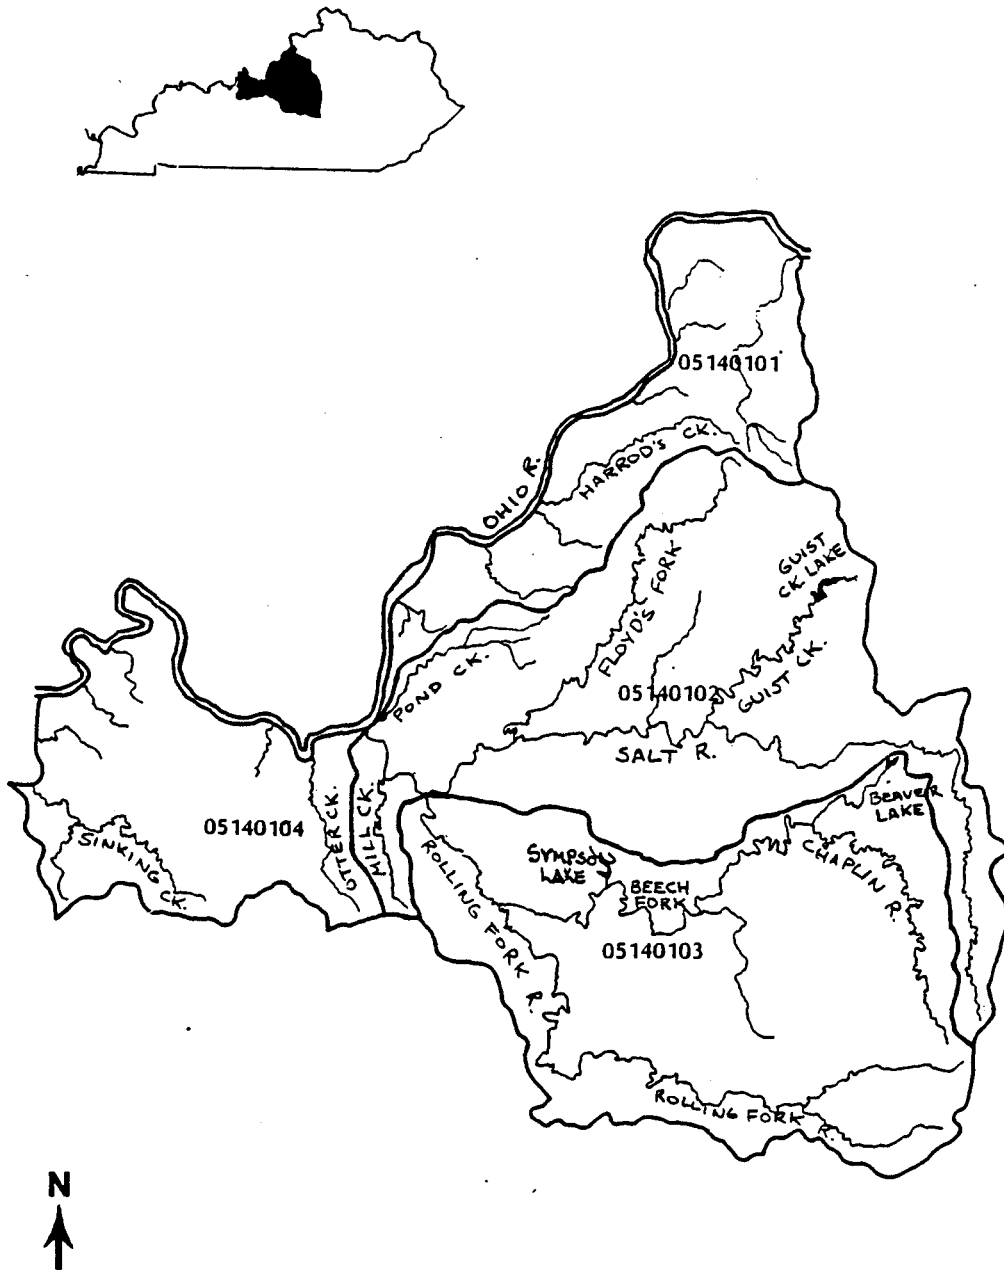 05140101
HARROD'S CK.
OHIO R.
GUIST
CK LAKE
FLOYD'S FORK
GUIST CK.
POND CK.
05140102
SALT R.
BEAVER
LAKE
05140104
OTTER CK.
MILL CK.
SINKING CK.
ROLLING FORK R.
SYMPSON
LAKE
BEECH
FORK
CHAPLIN R.
05140103
ROLLING FORK R.
N